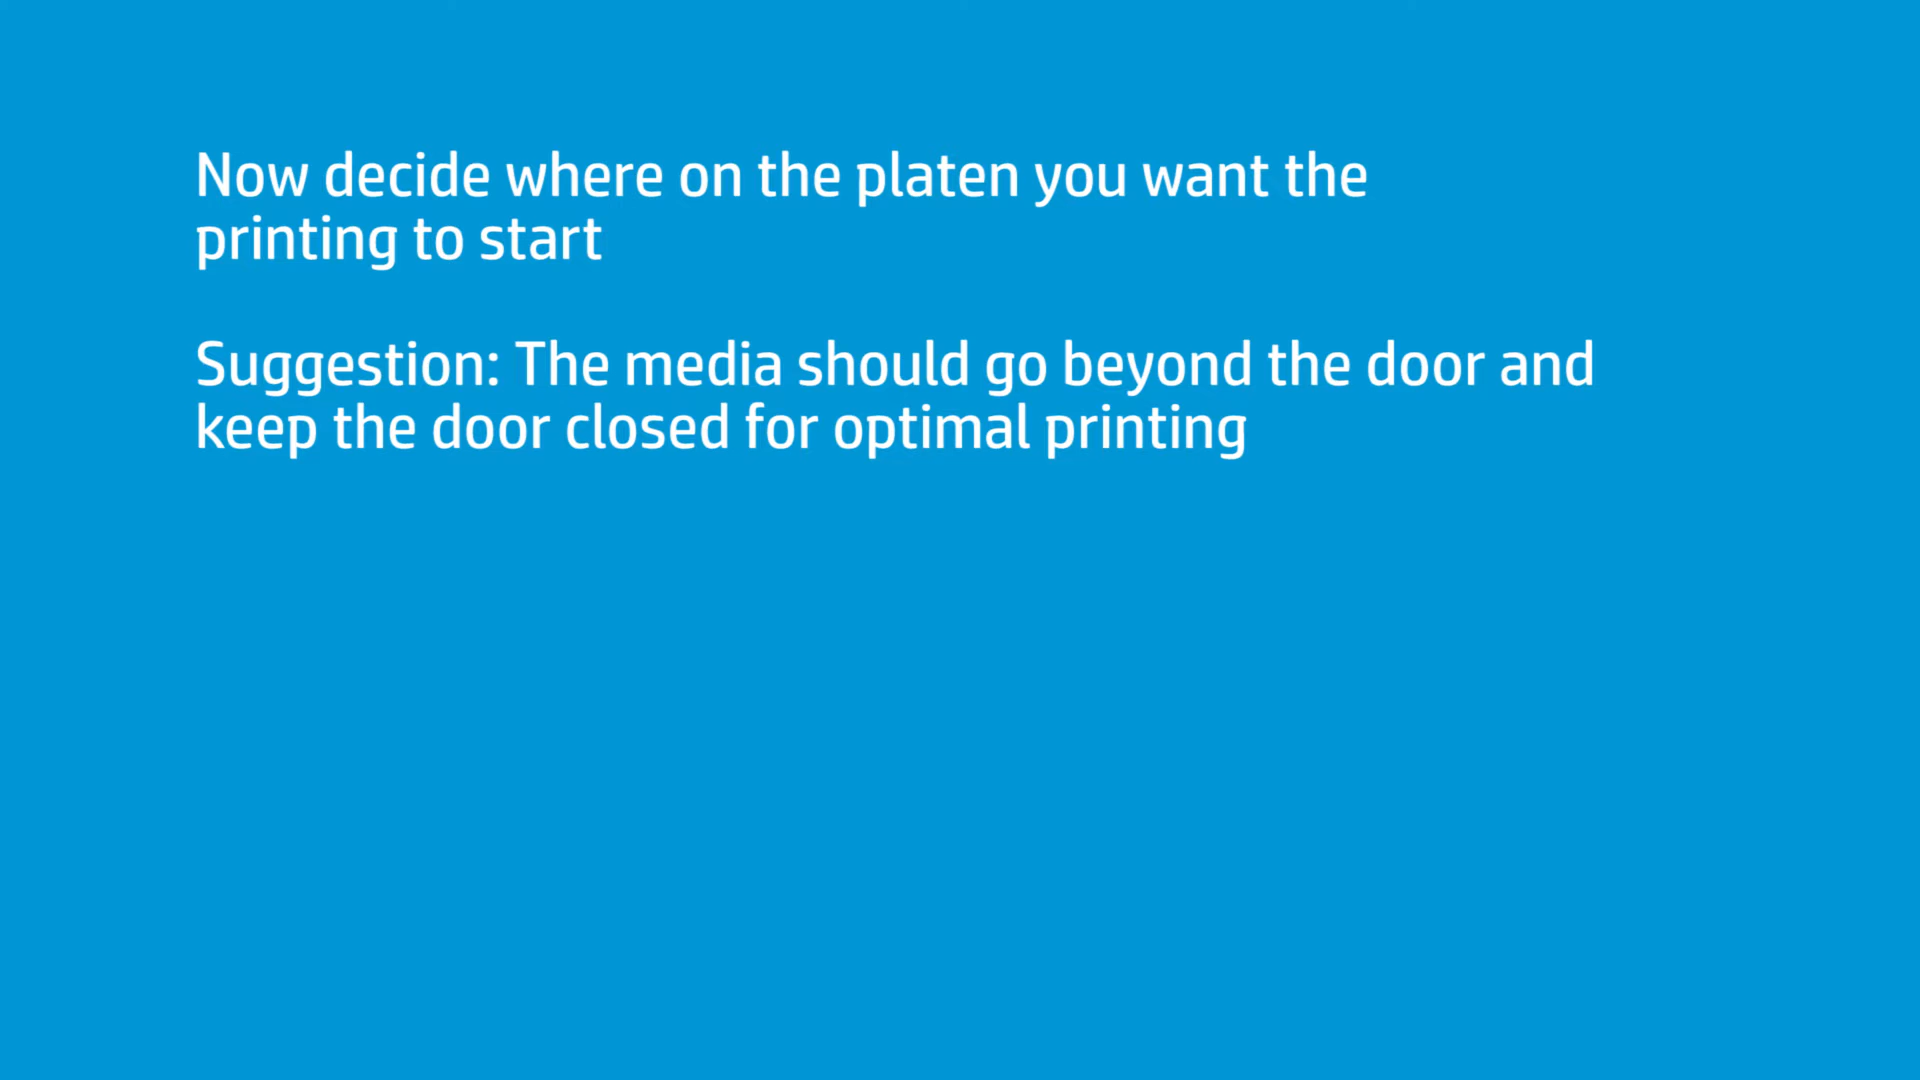 Now decide where on the platen you want the
printing to start
Suggestion: The media should go beyond the door and
keep the door closed for optimal printing